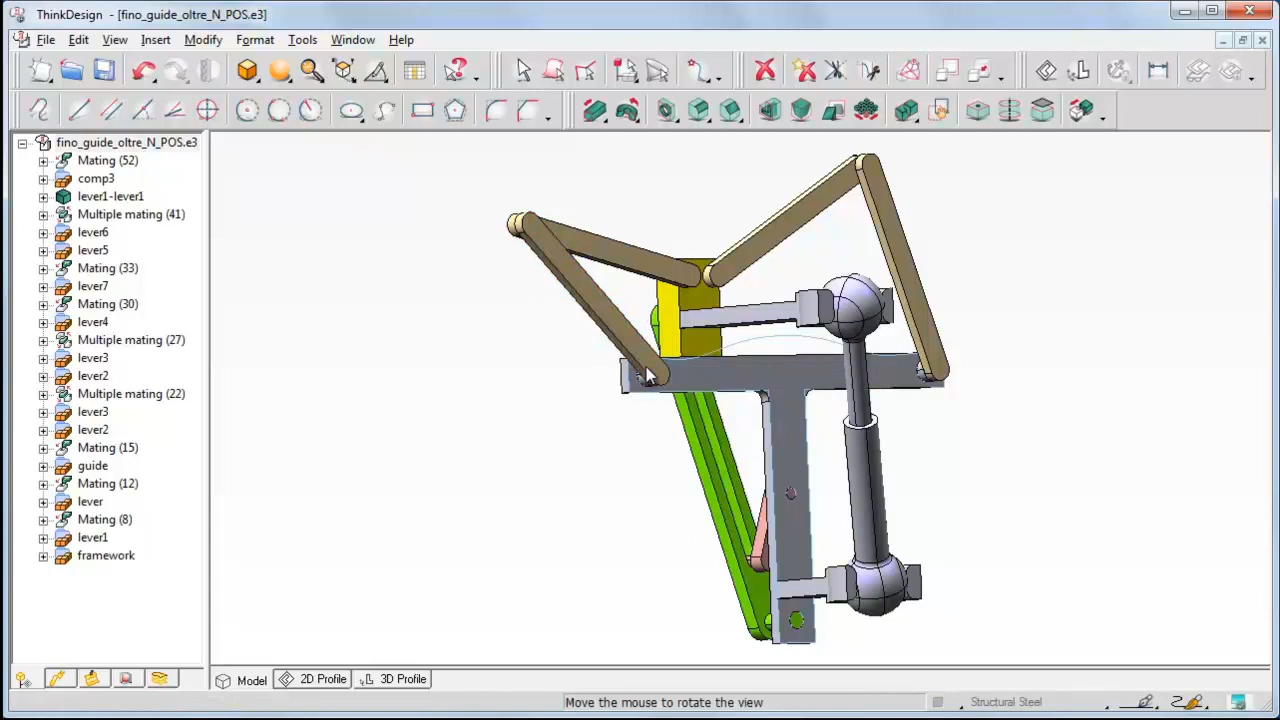 ThinkDesign - [fino_guide_oltre_N_POS.e3]
File Edit View Insert Modify Format Tools Window Help
fino_guide_oltre_N_POS.e3
Mating (52)
comp3
lever1-lever1
Multiple mating (41)
lever6
lever5
Mating (33)
lever7
Mating (30)
lever4
Multiple mating (27)
lever3
lever2
Multiple mating (22)
lever3
lever2
Mating (15)
guide
Mating (12)
lever
Mating (8)
lever1
framework
Model 2D Profile 3D Profile
Move the mouse to rotate the view Structural Steel